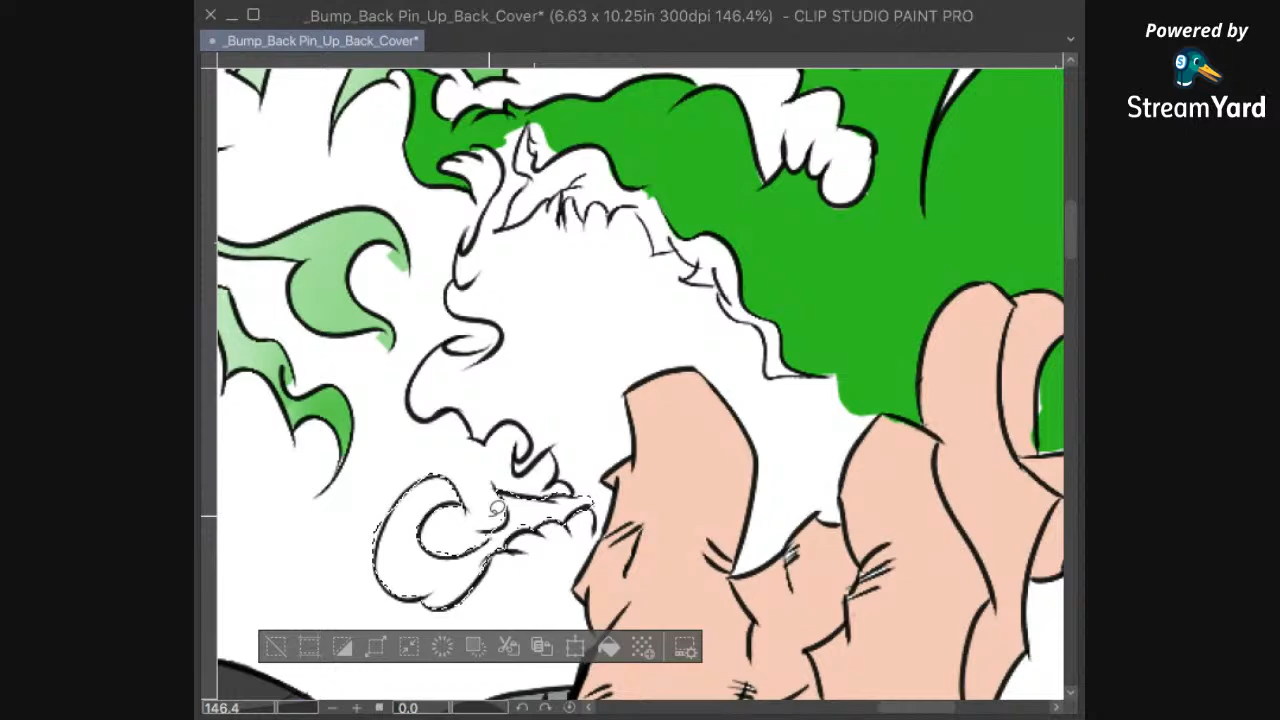 _Bump_Back Pin_Up_Back_Cover* (6.63 x 10.25in 300dpi 146.4%) - CLIP STUDIO PAINT PRO
_Bump_Back Pin_Up_Back_Cover*
Powered by
StreamYard
146.4
0.0